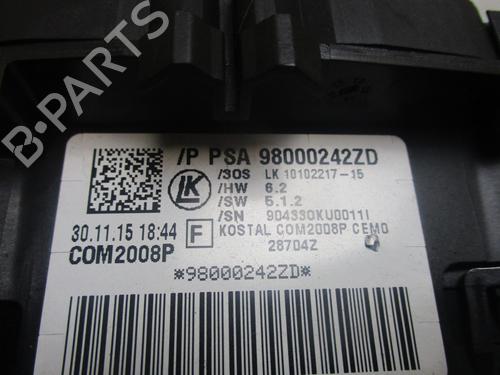 /P PSA 98000242ZD
/SOS LK 10102217-15
/HW 6.2
/SW 5.1.2
/SN 904330KU0011I
LK
30.11.15 18:44 F KOSTAL COM2008P CEMO
COM2008P 28704Z
*98000242ZD*
B-PARTS